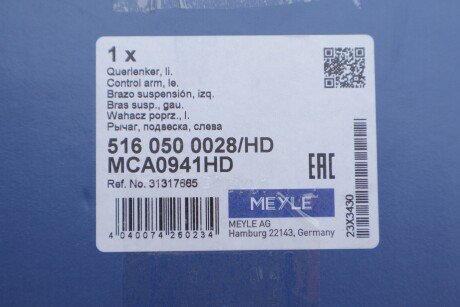 1 x
Querlenker, li.
Control arm, le.
Brazo suspensión, izq.
Bras susp., gau.
Wahacz poprz., l.
Рычаг, подвеска, слева
516 050 0028/HD
MCA0941HD
Ref. No. 31317665
EAC
MEYLE
MEYLE AG
Hamburg 22143, Germany
4 040074 260234
23X3430